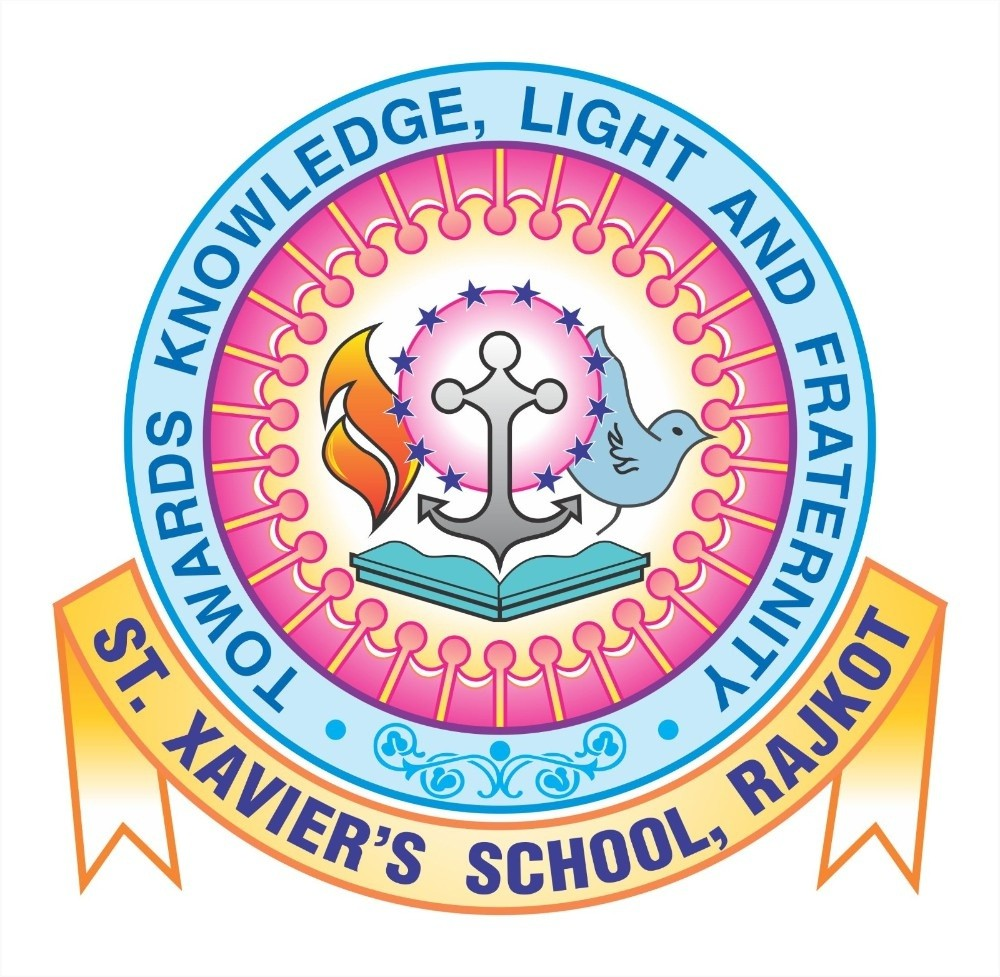 TOWARDS KNOWLEDGE, LIGHT AND FRATERNITY
ST. XAVIER'S SCHOOL, RAJKOT